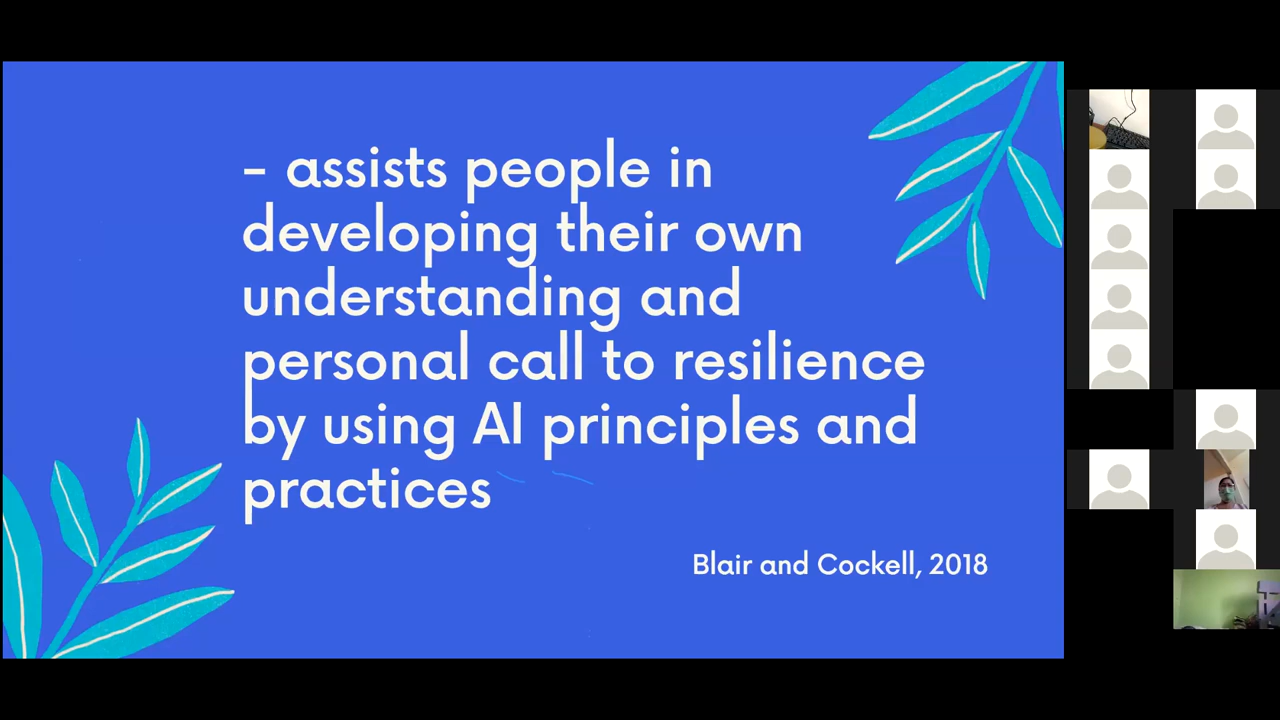 - assists people in
developing their own
understanding and
personal call to resilience
by using AI principles and
practices
Blair and Cockell, 2018